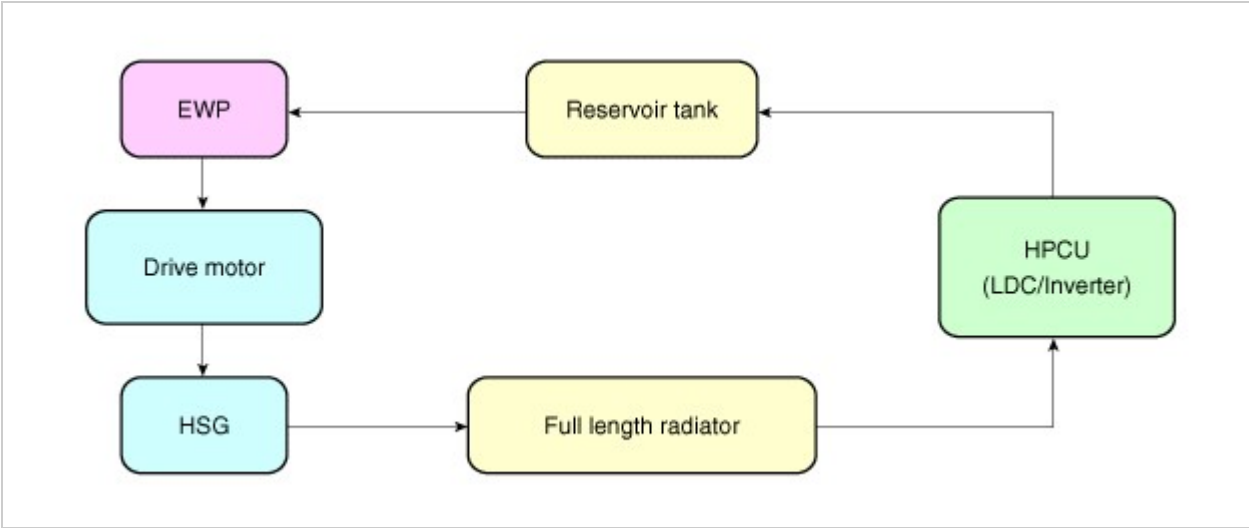 EWP
Reservoir tank
Drive motor
HPCU
(LDC/Inverter)
HSG
Full length radiator